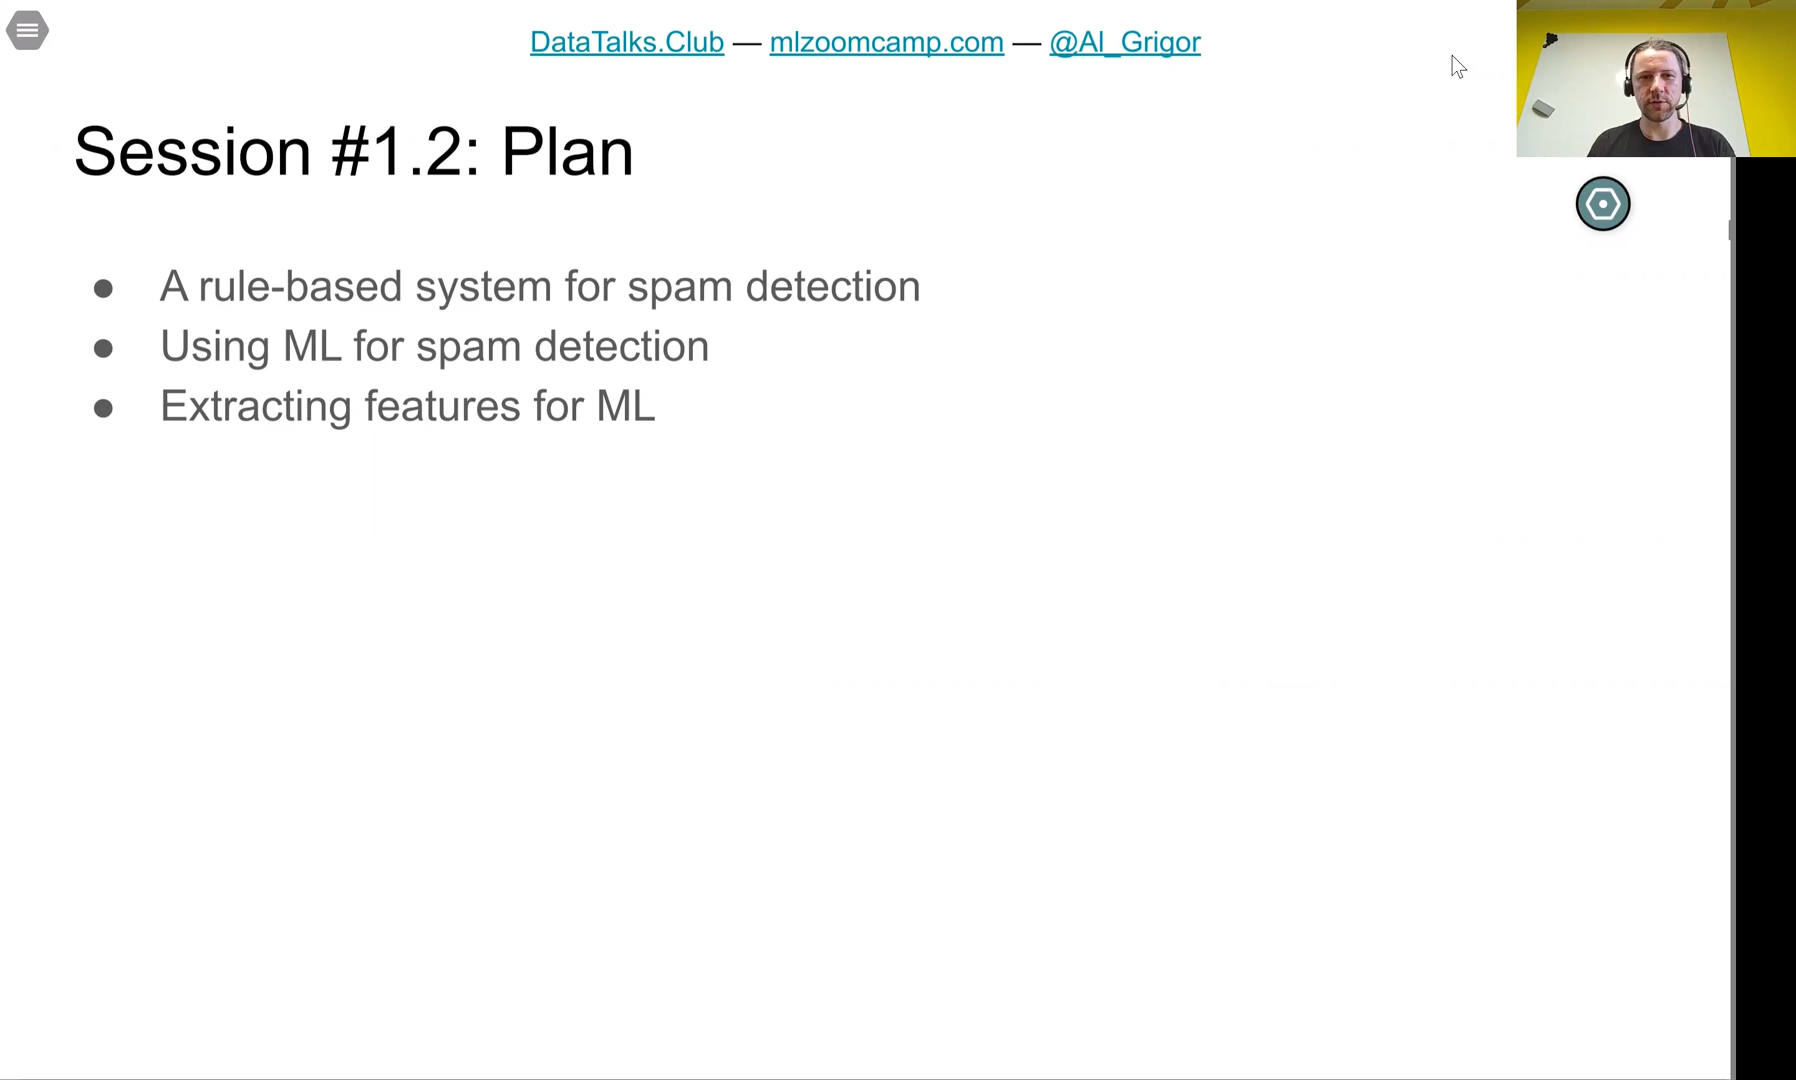 DataTalks.Club — mlzoomcamp.com — @Al_Grigor
Session #1.2: Plan
● A rule-based system for spam detection
● Using ML for spam detection
● Extracting features for ML